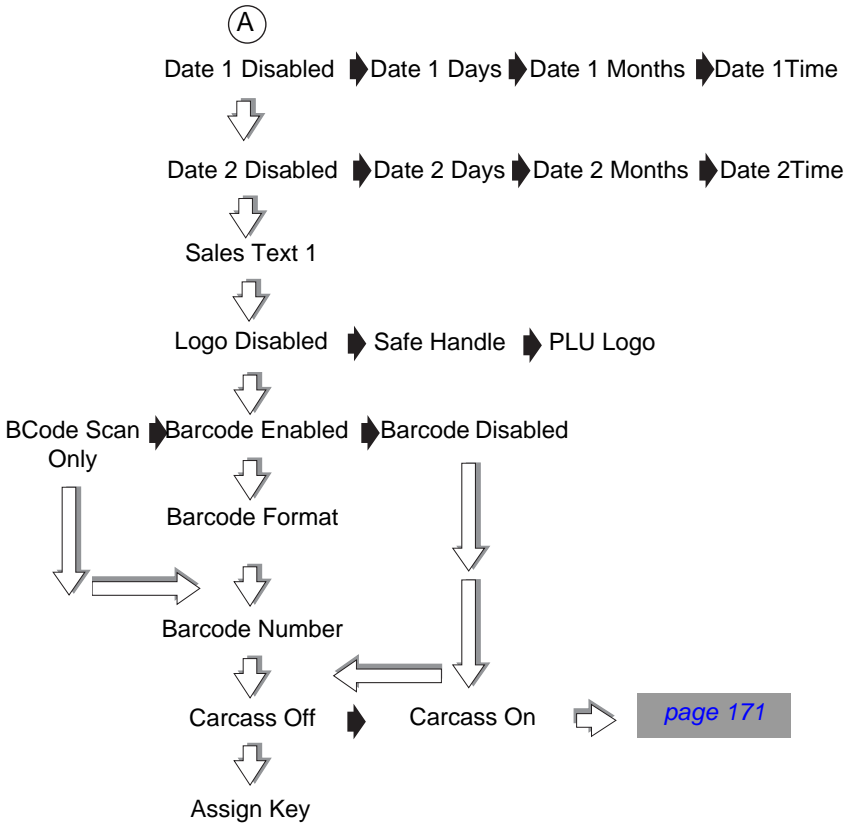 A
Date 1 Disabled Date 1 Days Date 1 Months Date 1Time
Date 2 Disabled Date 2 Days Date 2 Months Date 2Time
Sales Text 1
Logo Disabled Safe Handle PLU Logo
BCode Scan Barcode Enabled Barcode Disabled
Only
Barcode Format
Barcode Number
Carcass Off Carcass On page 171
Assign Key